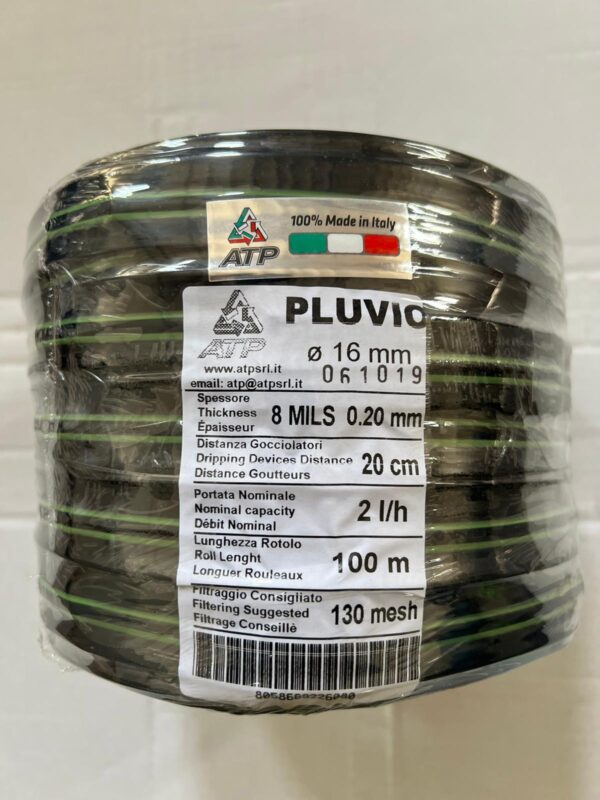 100% Made in Italy
ATP
PLUVIO
ATP
ø 16 mm
www.atpsrl.it
061019
email: atp@atpsrl.it
Spessore
Thickness 8 MILS 0.20 mm
Épaisseur
Distanza Gocciolatori
Dripping Devices Distance 20 cm
Distance Goutteurs
Portata Nominale
Nominal capacity 2 l/h
Débit Nominal
Lunghezza Rotolo
Roll Lenght 100 m
Longuer Rouleaux
Filtraggio Consigliato
Filtering Suggested 130 mesh
Filtrage Conseillè